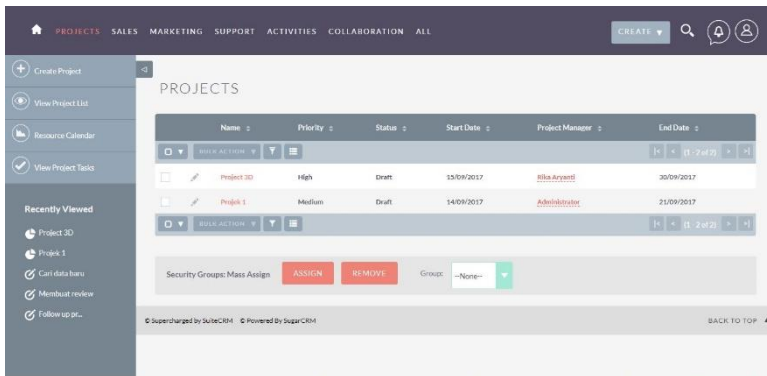 PROJECTS SALES MARKETING SUPPORT ACTIVITIES COLLABORATION ALL CREATE
Create Project
View Project List
Resource Calendar
View Project Tasks
Recently Viewed
Project 3D
Projek 1
Cari data baru
Membuat review
Follow up pr...
PROJECTS
Name Priority Status Start Date Project Manager End Date
BULK ACTION (1 - 2 of 2)
Project 3D High Draft 15/09/2017 Rika Aryanti 30/09/2017
Projek 1 Medium Draft 14/09/2017 Administrator 21/09/2017
BULK ACTION (1 - 2 of 2)
Security Groups: Mass Assign ASSIGN REMOVE Group: --None--
© Supercharged by SuiteCRM © Powered By SugarCRM BACK TO TOP